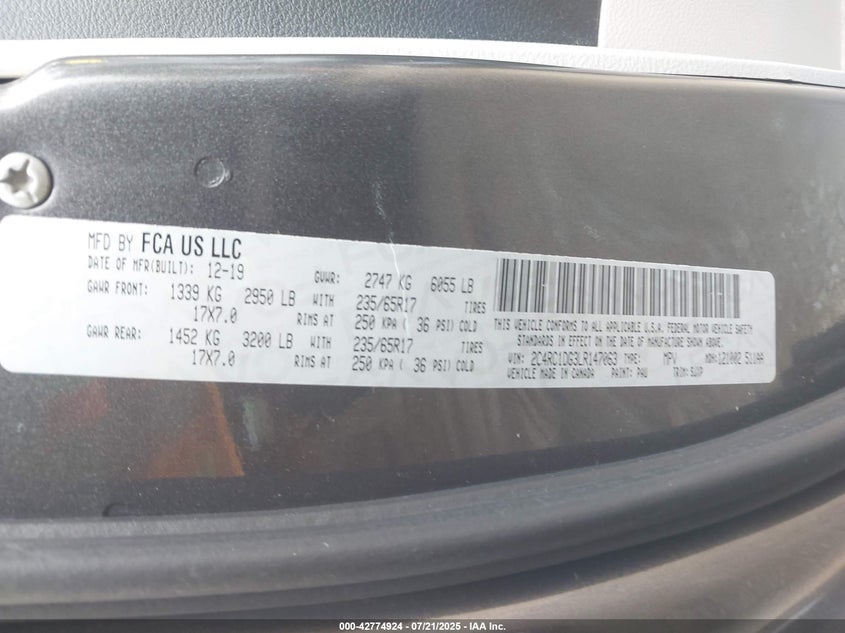 MFD BY FCA US LLC
DATE OF MFR(BUILT): 12-19 GVWR: 2747 KG 6055 LB
GAWR FRONT: 1339 KG 2950 LB WITH 235/65R17 TIRES
17X7.0 RIMS AT 250 KPA ( 36 PSI) COLD
GAWR REAR: 1452 KG 3200 LB WITH 235/65R17 TIRES
17X7.0 RIMS AT 250 KPA ( 36 PSI) COLD
THIS VEHICLE CONFORMS TO ALL APPLICABLE U.S.A. FEDERAL MOTOR VEHICLE SAFETY
STANDARDS IN EFFECT ON THE DATE OF MANUFACTURE SHOWN ABOVE.
VIN: 2C4RC1DG3LR147063 TYPE: MPV MDH:
VEHICLE MADE IN CANADA PAINT: PAU TRIM:
000-42774924 / 07/21/2025 - IAA Inc.